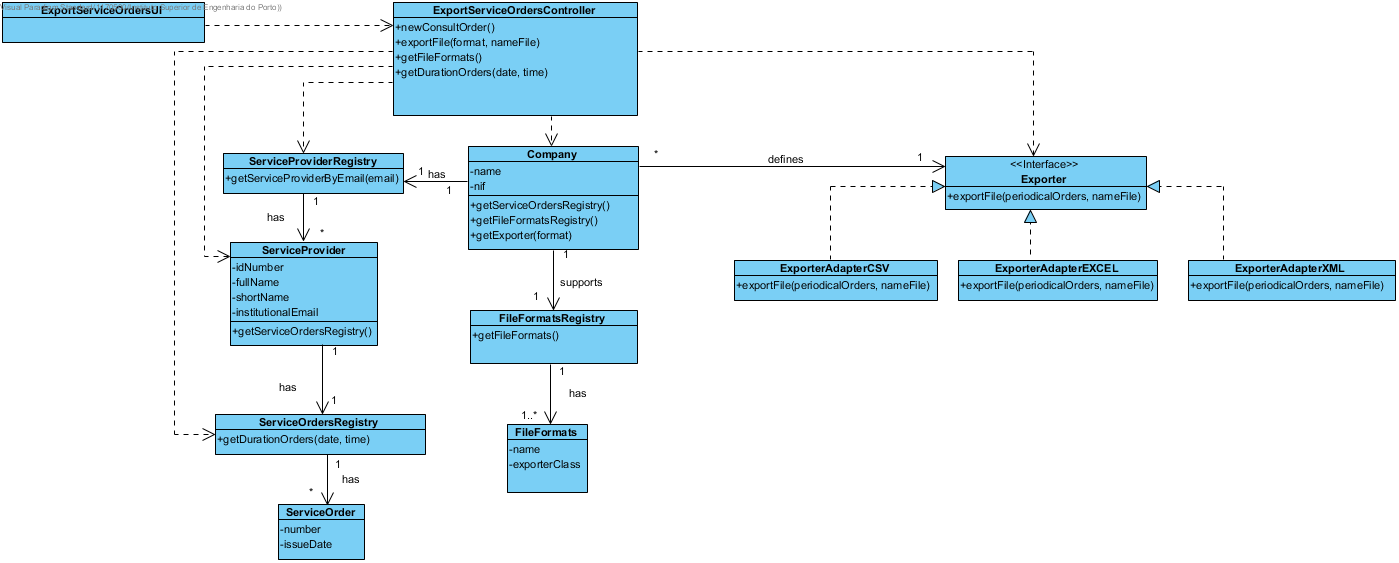 ExportServiceOrdersUI
Superior de Engenharia do Porto))
ExportServiceOrdersController
+newConsultOrder()
+exportFile(format, nameFile)
+getFileFormats()
+getDurationOrders(date, time)
ServiceProviderRegistry
+getServiceProviderByEmail(email)
1
has
1
Company
-name
-nif
+getServiceOrdersRegistry()
+getFileFormatsRegistry()
+getExporter(format)
*
defines
1
<<Interface>>
Exporter
+exportFile(periodicalOrders, nameFile)
1
has
*
ServiceProvider
-idNumber
-fullName
-shortName
-institutionalEmail
+getServiceOrdersRegistry()
1
supports
1
ExporterAdapterCSV
+exportFile(periodicalOrders, nameFile)
ExporterAdapterEXCEL
+exportFile(periodicalOrders, nameFile)
ExporterAdapterXML
+exportFile(periodicalOrders, nameFile)
FileFormatsRegistry
+getFileFormats()
1
has
1
1
has
1..*
ServiceOrdersRegistry
+getDurationOrders(date, time)
FileFormats
-name
-exporterClass
1
has
*
ServiceOrder
-number
-issueDate